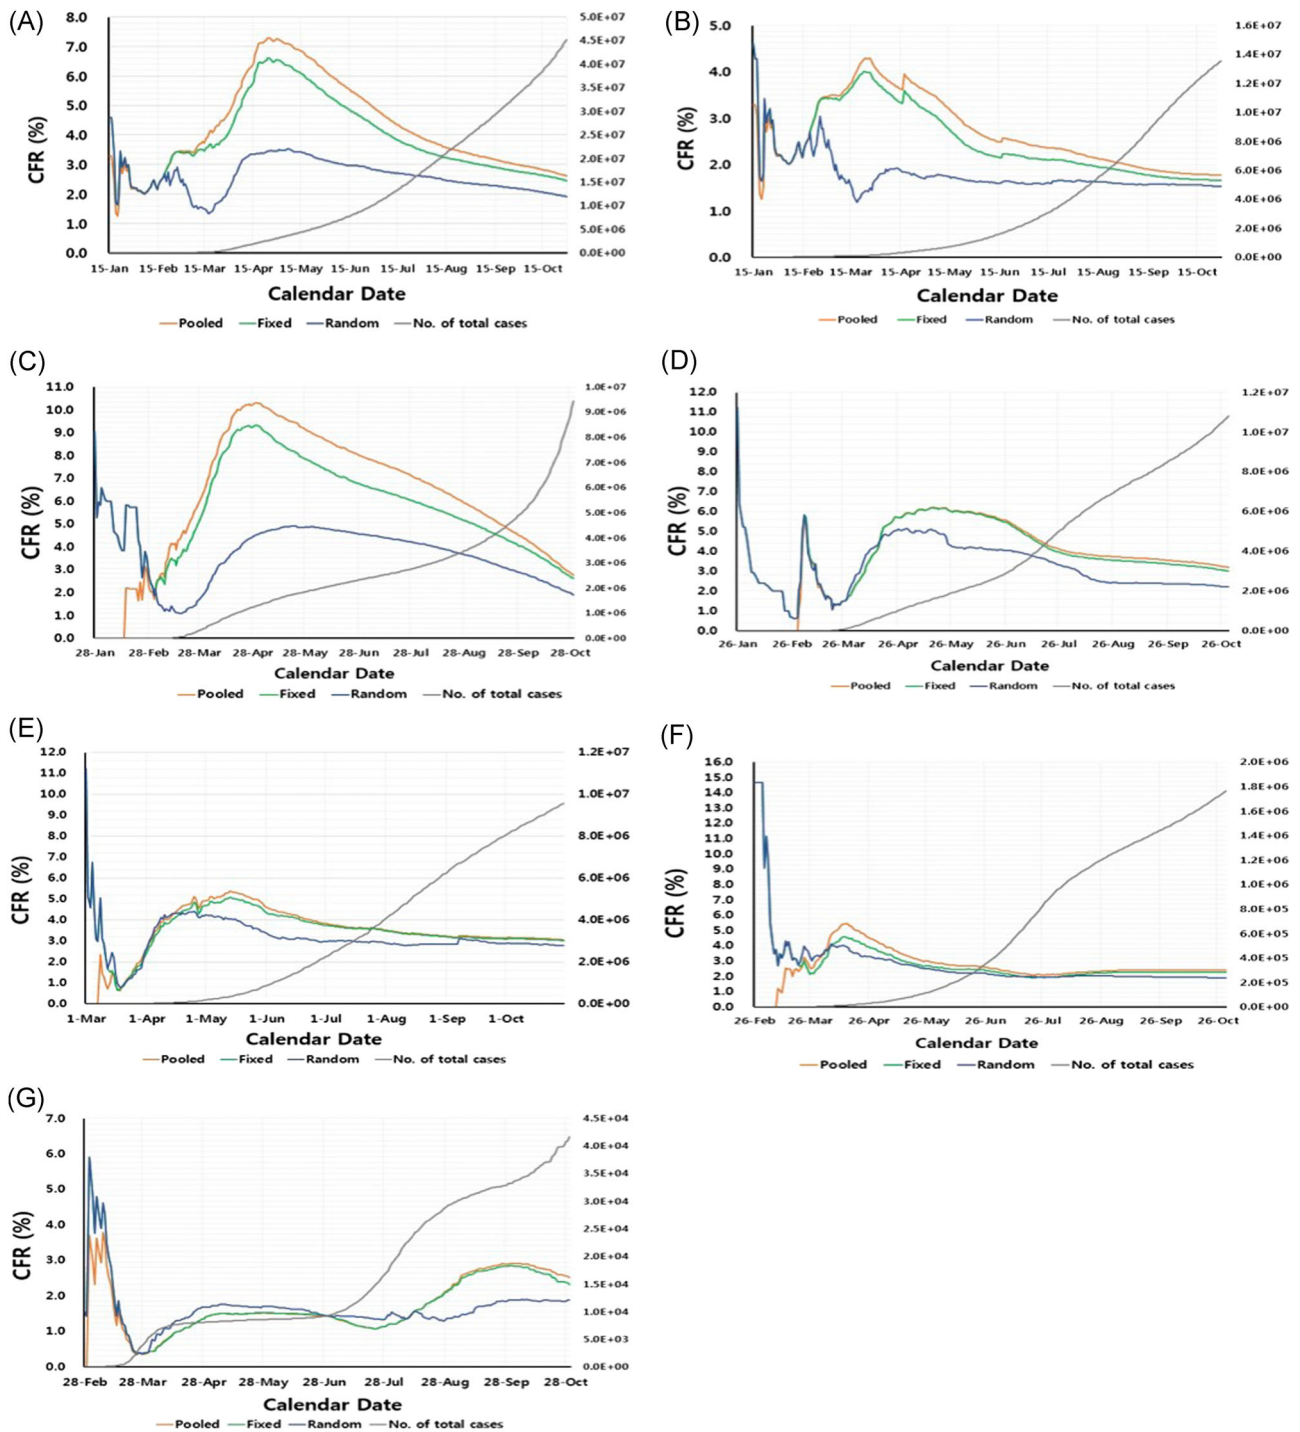 (A)
8.0
7.0
6.0
5.0
4.0
3.0
2.0
1.0
0.0
CFR (%)
5.0E+07
4.5E+07
4.0E+07
3.5E+07
3.0E+07
2.5E+07
2.0E+07
1.5E+07
1.0E+07
5.0E+06
0.0E+00
15-Jan 15-Feb 15-Mar 15-Apr 15-May 15-Jun 15-Jul 15-Aug 15-Sep 15-Oct
Calendar Date
Pooled Fixed Random No. of total cases
(B)
5.0
4.0
3.0
2.0
1.0
0.0
CFR (%)
1.6E+07
1.4E+07
1.2E+07
1.0E+07
8.0E+06
6.0E+06
4.0E+06
2.0E+06
0.0E+00
15-Jan 15-Feb 15-Mar 15-Apr 15-May 15-Jun 15-Jul 15-Aug 15-Sep 15-Oct
Calendar Date
Pooled Fixed Random No. of total cases
(C)
11.0
10.0
9.0
8.0
7.0
6.0
5.0
4.0
3.0
2.0
1.0
0.0
CFR (%)
1.0E+07
9.0E+06
8.0E+06
7.0E+06
6.0E+06
5.0E+06
4.0E+06
3.0E+06
2.0E+06
1.0E+06
0.0E+00
28-Jan 28-Feb 28-Mar 28-Apr 28-May 28-Jun 28-Jul 28-Aug 28-Sep 28-Oct
Calendar Date
Pooled Fixed Random No. of total cases
(D)
12.0
11.0
10.0
9.0
8.0
7.0
6.0
5.0
4.0
3.0
2.0
1.0
0.0
CFR (%)
1.2E+07
1.0E+07
8.0E+06
6.0E+06
4.0E+06
2.0E+06
0.0E+00
26-Jan 26-Feb 26-Mar 26-Apr 26-May 26-Jun 26-Jul 26-Aug 26-Sep 26-Oct
Calendar Date
Pooled Fixed Random No. of total cases
(E)
12.0
11.0
10.0
9.0
8.0
7.0
6.0
5.0
4.0
3.0
2.0
1.0
0.0
CFR (%)
1.2E+07
1.0E+07
8.0E+06
6.0E+06
4.0E+06
2.0E+06
0.0E+00
1-Mar 1-Apr 1-May 1-Jun 1-Jul 1-Aug 1-Sep 1-Oct
Calendar Date
Pooled Fixed Random No. of total cases
(F)
16.0
15.0
14.0
13.0
12.0
11.0
10.0
9.0
8.0
7.0
6.0
5.0
4.0
3.0
2.0
1.0
0.0
CFR (%)
2.0E+06
1.8E+06
1.6E+06
1.4E+06
1.2E+06
1.0E+06
8.0E+05
6.0E+05
4.0E+05
2.0E+05
0.0E+00
26-Feb 26-Mar 26-Apr 26-May 26-Jun 26-Jul 26-Aug 26-Sep 26-Oct
Calendar Date
Pooled Fixed Random No. of total cases
(G)
7.0
6.0
5.0
4.0
3.0
2.0
1.0
0.0
CFR (%)
4.5E+04
4.0E+04
3.5E+04
3.0E+04
2.5E+04
2.0E+04
1.5E+04
1.0E+04
5.0E+03
0.0E+00
28-Feb 28-Mar 28-Apr 28-May 28-Jun 28-Jul 28-Aug 28-Sep 28-Oct
Calendar Date
Pooled Fixed Random No. of total cases